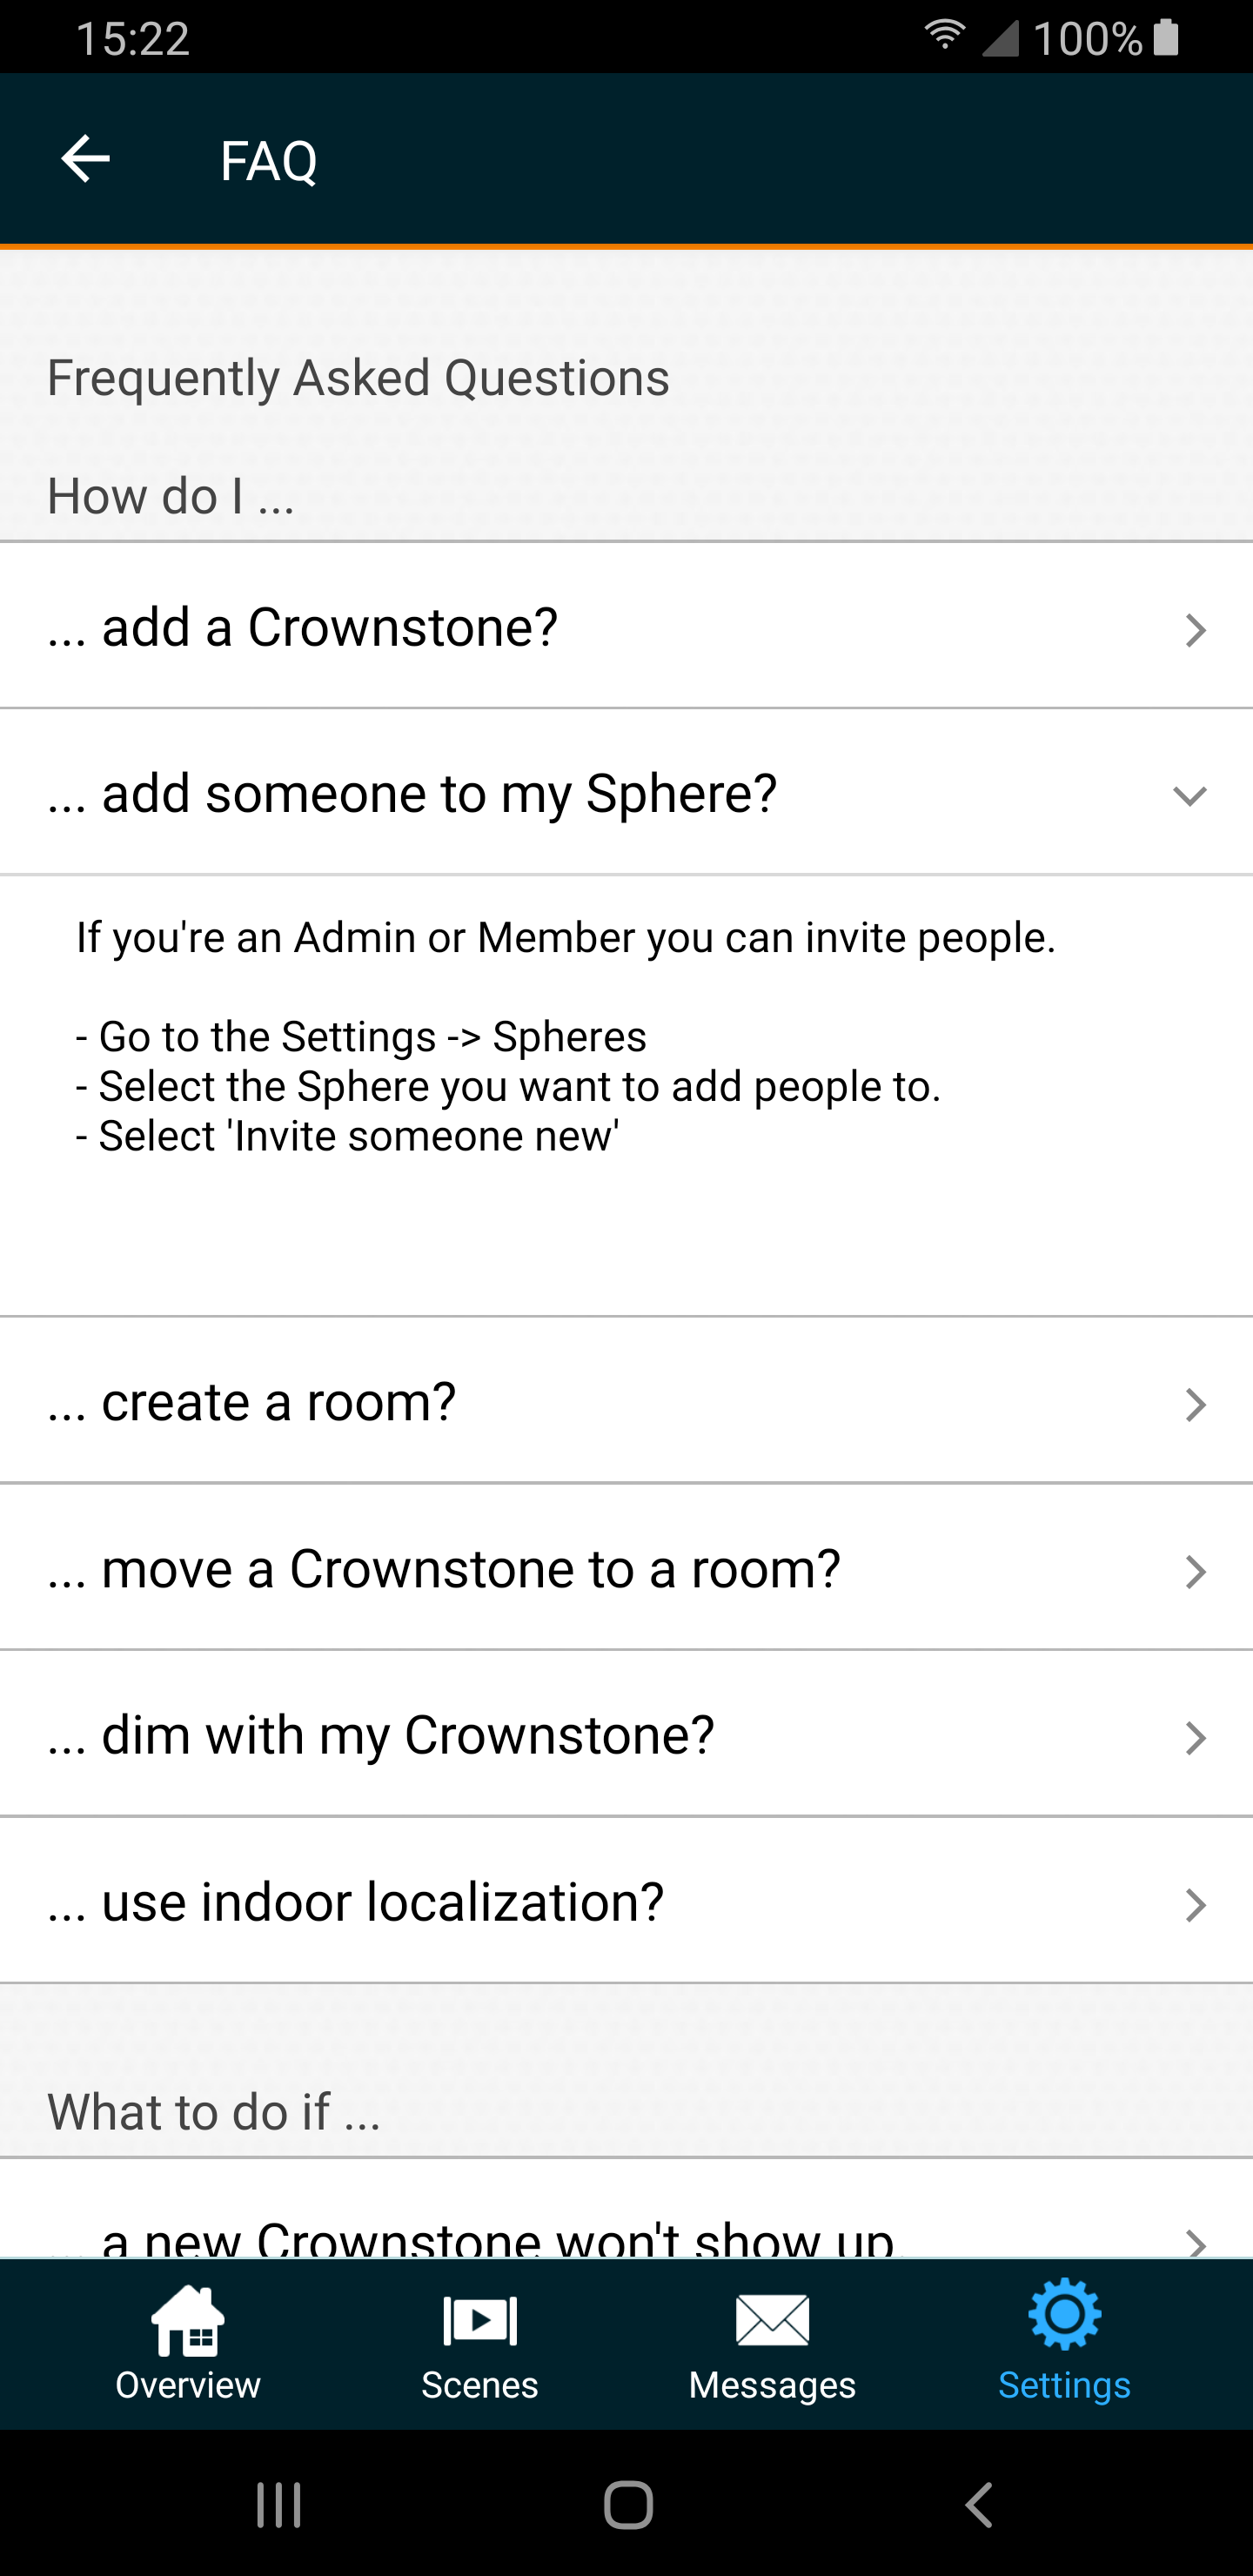 15:22
100%
FAQ
Frequently Asked Questions
How do I ...
... add a Crownstone?
... add someone to my Sphere?
If you're an Admin or Member you can invite people.
- Go to the Settings -> Spheres
- Select the Sphere you want to add people to.
- Select 'Invite someone new'
... create a room?
... move a Crownstone to a room?
... dim with my Crownstone?
... use indoor localization?
What to do if ...
... a new Crownstone won't show up.
Overview
Scenes
Messages
Settings